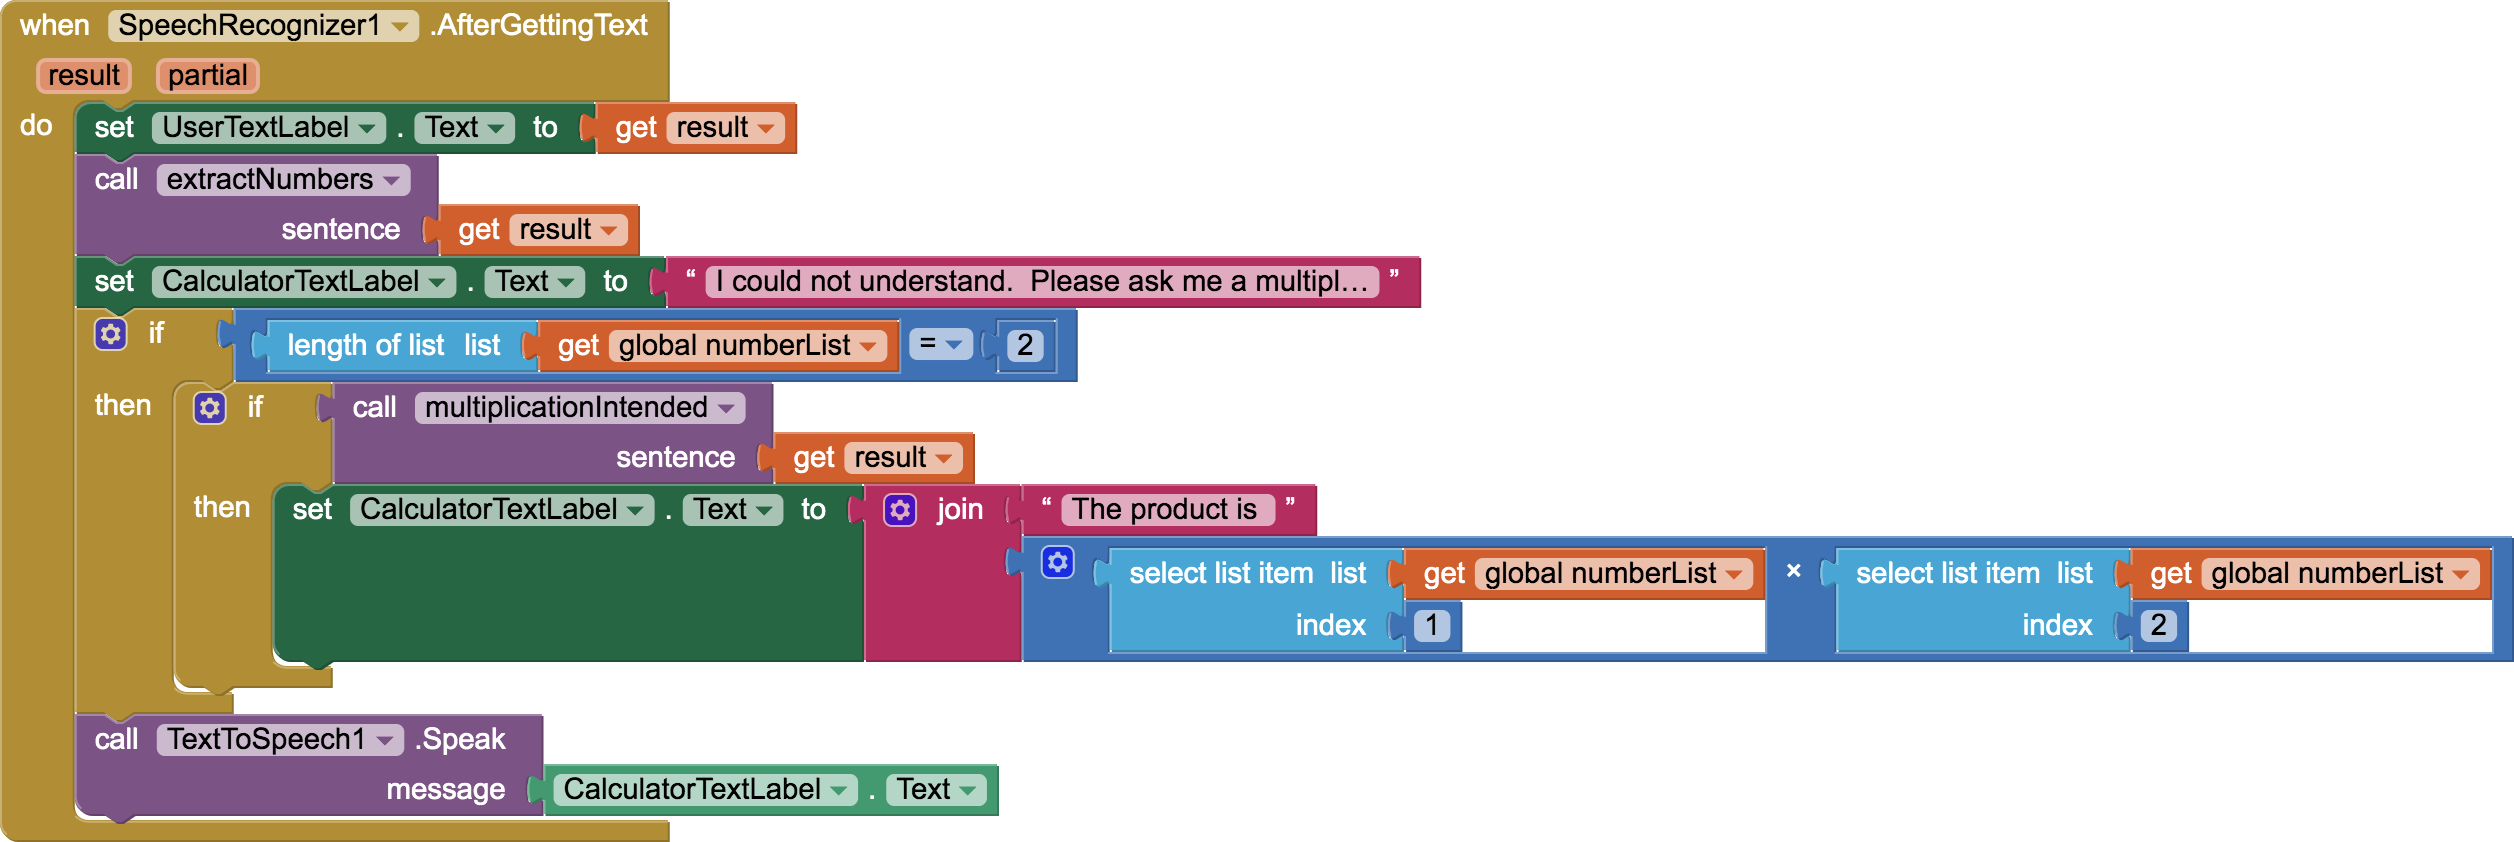 when SpeechRecognizer1 .AfterGettingText
result partial
do set UserTextLabel . Text to get result
call extractNumbers
sentence get result
set CalculatorTextLabel . Text to “ I could not understand.  Please ask me a multipl… ”
if length of list list get global numberList = 2
then if call multiplicationIntended
sentence get result
then set CalculatorTextLabel . Text to join “ The product is ”
select list item list get global numberList × select list item list get global numberList
index 1 index 2
call TextToSpeech1 .Speak
message CalculatorTextLabel . Text